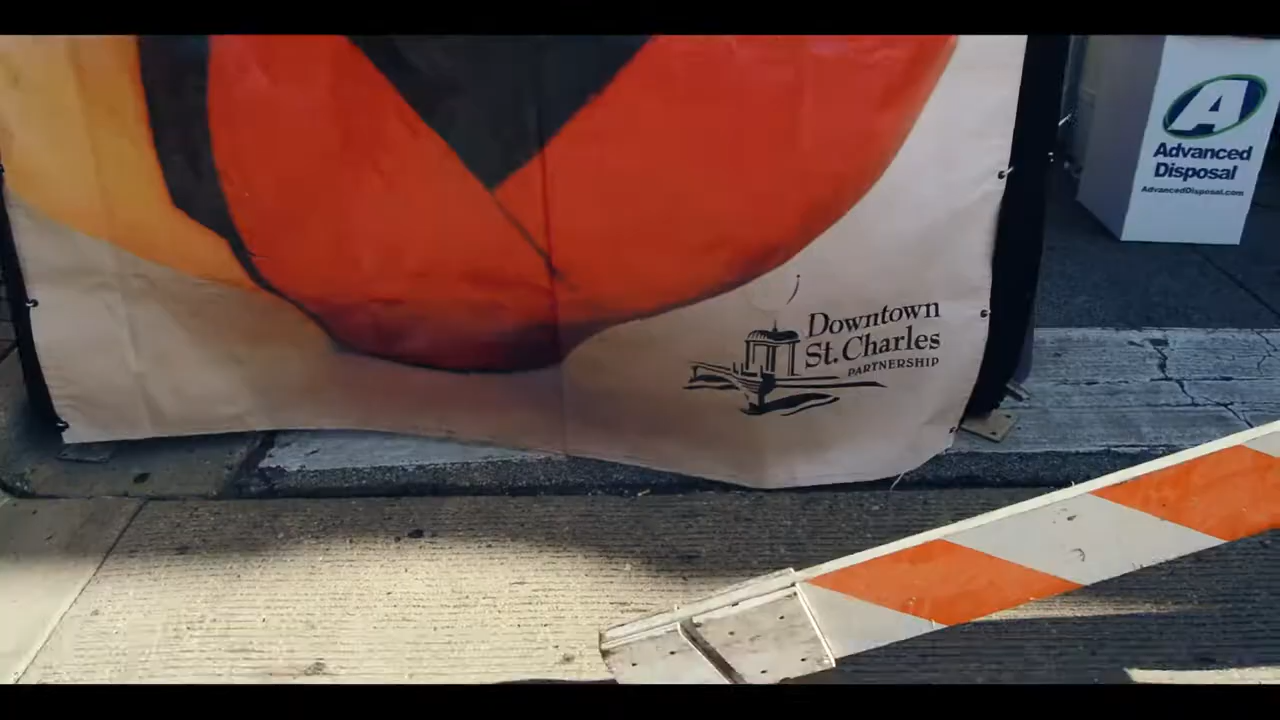 Downtown
St. Charles
PARTNERSHIP
A
Advanced
Disposal
AdvancedDisposal.com